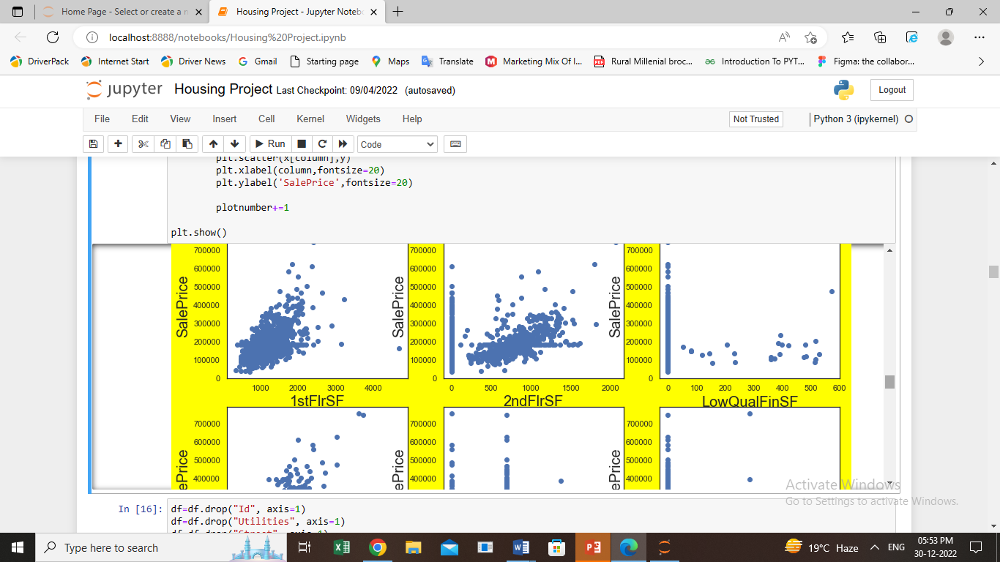 Home Page - Select or create a n
Housing Project - Jupyter Noteb
localhost:8888/notebooks/Housing%20Project.ipynb
DriverPack Internet Start Driver News Gmail Starting page Maps Translate Marketing Mix Of I... Rural Millenial broc... Introduction To PYT... Figma: the collabor...
jupyter Housing Project Last Checkpoint: 09/04/2022 (autosaved) Logout
File Edit View Insert Cell Kernel Widgets Help Not Trusted Python 3 (ipykernel)
Run Code
plt.scatter(x[column],y)
plt.xlabel(column,fontsize=20)
plt.ylabel('SalePrice',fontsize=20)
plotnumber+=1
plt.show()
SalePrice
700000
600000
500000
400000
300000
200000
100000
0
1000 2000 3000 4000
1stFlrSF
SalePrice
700000
600000
500000
400000
300000
200000
100000
0
0 500 1000 1500 2000
2ndFlrSF
SalePrice
700000
600000
500000
400000
300000
200000
100000
0
0 100 200 300 400 500 600
LowQualFinSF
ePrice
700000
600000
500000
400000
ePrice
700000
600000
500000
400000
ePrice
700000
600000
500000
400000
Activate Windows
Go to Settings to activate Windows.
In [16]: df=df.drop("Id", axis=1)
df=df.drop("Utilities", axis=1)
df=df.drop("Street", axis=1)
Type here to search
19°C Haze ENG 05:53 PM
30-12-2022